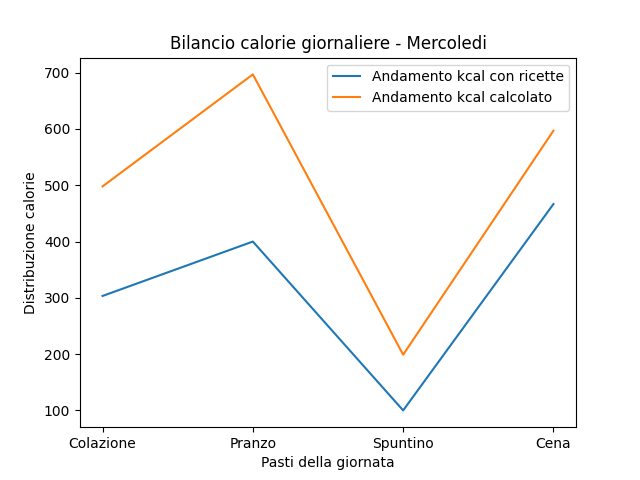 Bilancio calorie giornaliere - Mercoledi
Andamento kcal con ricette
Andamento kcal calcolato
Distribuzione calorie
700
600
500
400
300
200
100
Colazione Pranzo Spuntino Cena
Pasti della giornata